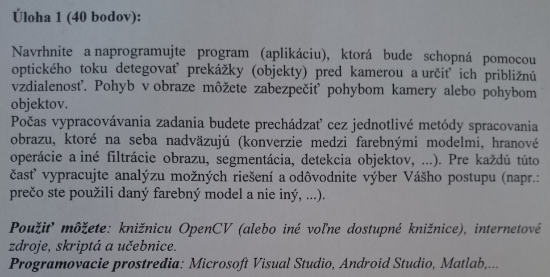 Úloha 1 (40 bodov):
Navrhnite a naprogramujte program (aplikáciu), ktorá bude schopná pomocou
optického toku detegovať prekážky (objekty) pred kamerou a určiť ich približnú
vzdialenosť. Pohyb v obraze môžete zabezpečiť pohybom kamery alebo pohybom
objektov.
Počas vypracovávania zadania budete prechádzať cez jednotlivé metódy spracovania
obrazu, ktoré na seba nadväzujú (konverzie medzi farebnými modelmi, hranové
operácie a iné filtrácie obrazu, segmentácia, detekcia objektov, ...). Pre každú túto
časť vypracujte analýzu možných riešení a odôvodnite výber Vášho postupu (napr.:
prečo ste použili daný farebný model a nie iný, ...).
Použiť môžete: knižnicu OpenCV (alebo iné voľne dostupné knižnice), internetové
zdroje, skriptá a učebnice.
Programovacie prostredia: Microsoft Visual Studio, Android Studio, Matlab,...